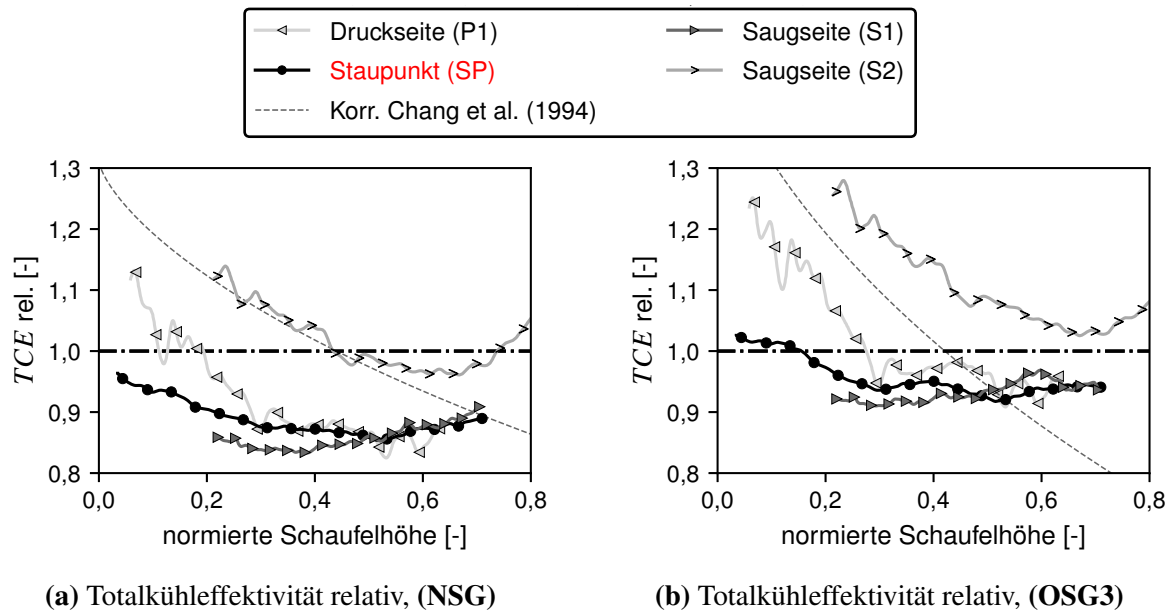 Druckseite (P1)
Staupunkt (SP)
Korr. Chang et al. (1994)
Saugseite (S1)
Saugseite (S2)
1,3
1,2
1,1
1,0
0,9
0,8
TCE rel. [-]
0,0 0,2 0,4 0,6 0,8
normierte Schaufelhöhe [-]
(a) Totalkühleffektivität relativ, (NSG)
1,3
1,2
1,1
1,0
0,9
0,8
TCE rel. [-]
0,0 0,2 0,4 0,6 0,8
normierte Schaufelhöhe [-]
(b) Totalkühleffektivität relativ, (OSG3)